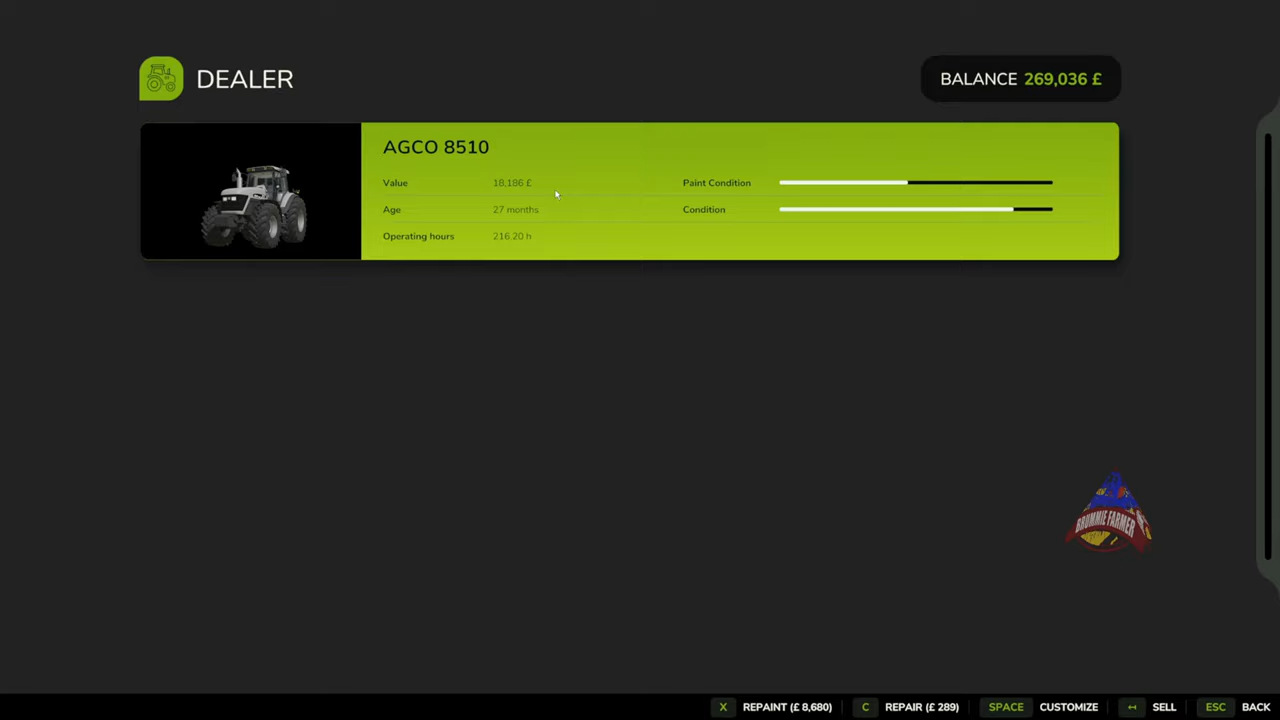 DEALER
BALANCE 269,036 £
AGCO 8510
Value 18,186 £ Paint Condition
Age 27 months Condition
Operating hours 216.20 h
BRUMMIE FARMER
X REPAINT (£ 8,680) C REPAIR (£ 289) SPACE CUSTOMIZE ↤ SELL ESC BACK